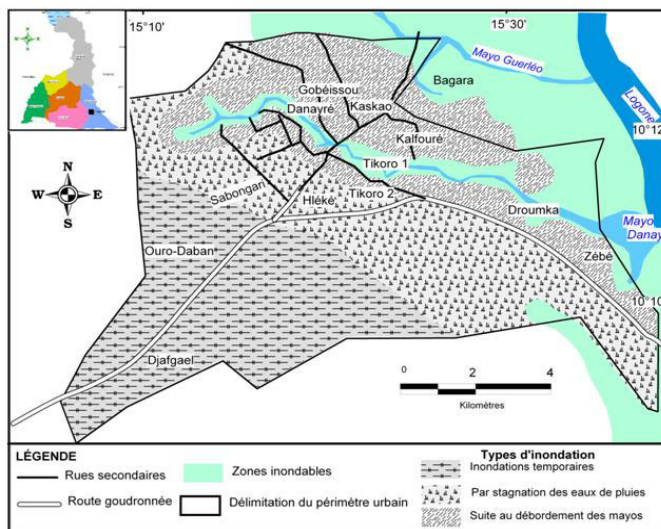 15°10'
15°30'
Mayo Guerléo
Bagara
Logone
Gobéissou
Danayré
Kaskao
Kalfouré
10°12
N
W E
S
Tikoro 1
Sabongari
Hléké
Tikoro 2
Droumka
Mayo
Danay
Ouro-Daban
Zébé
10°10
Djafgael
0 2 4
Kilomètres
LÉGENDE
Rues secondaires
Route goudronnée
Zones inondables
Délimitation du périmètre urbain
Types d'inondation
Inondations temporaires
Par stagnation des eaux de pluies
Suite au débordement des mayos